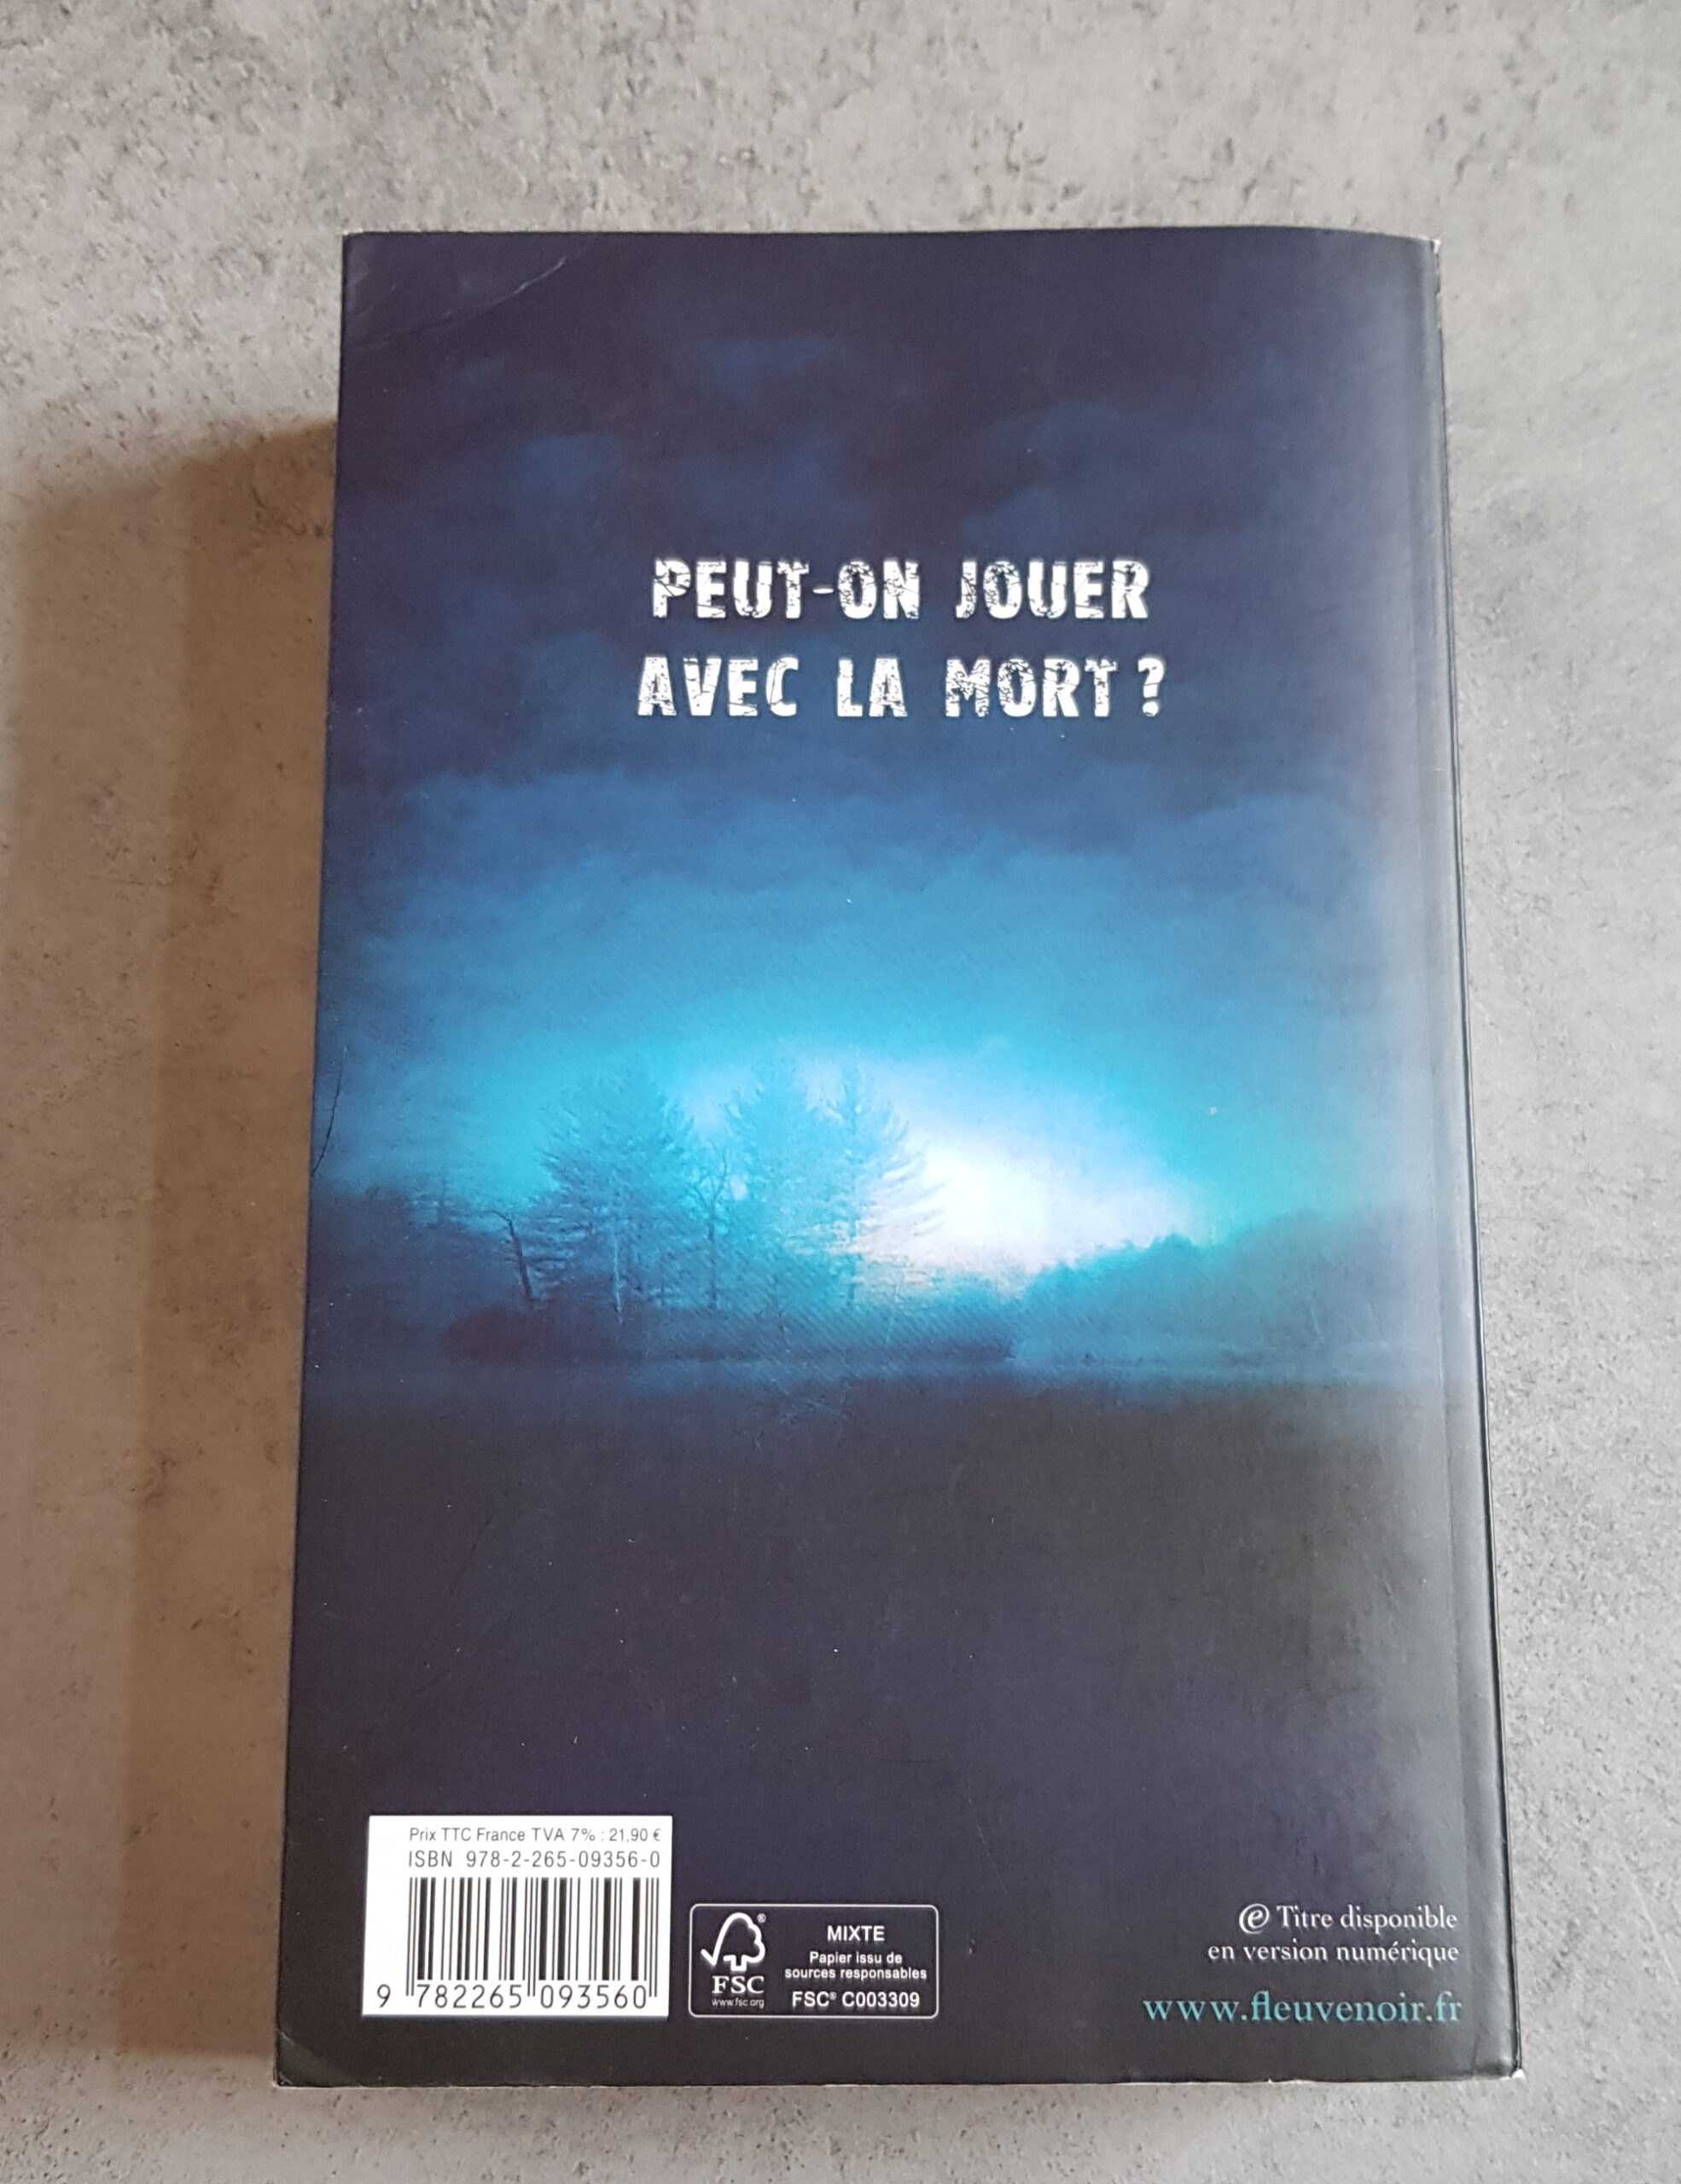 PEUT-ON JOUER
AVEC LA MORT ?
Prix TTC France TVA 7% : 21,90 €
ISBN 978-2-265-09356-0
9 782265 093560
FSC
www.fsc.org
MIXTE
Papier issu de
sources responsables
FSC® C003309
e Titre disponible
en version numérique
www.fleuvenoir.fr